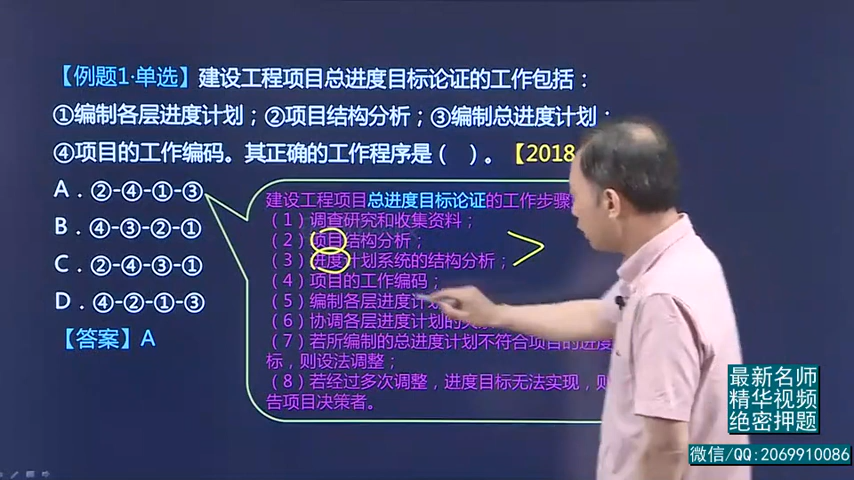 【例题1·单选】建设工程项目总进度目标论证的工作包括：
①编制各层进度计划；②项目结构分析；③编制总进度计划；
④项目的工作编码。其正确的工作程序是（ ）。【2018
A．②-④-①-③
B．④-③-②-①
C．②-④-③-①
D．④-②-①-③
【答案】A
建设工程项目总进度目标论证的工作步骤
（1）调查研究和收集资料；
（2）项目结构分析；
（3）进度计划系统的结构分析；
（4）项目的工作编码；
（5）编制各层进度计
（6）协调各层进度计划的
（7）若所编制的总进度计划不符合项目的进度
标，则设法调整；
（8）若经过多次调整，进度目标无法实现，则
告项目决策者。
最新名师
精华视频
绝密押题
微信/QQ:2069910086